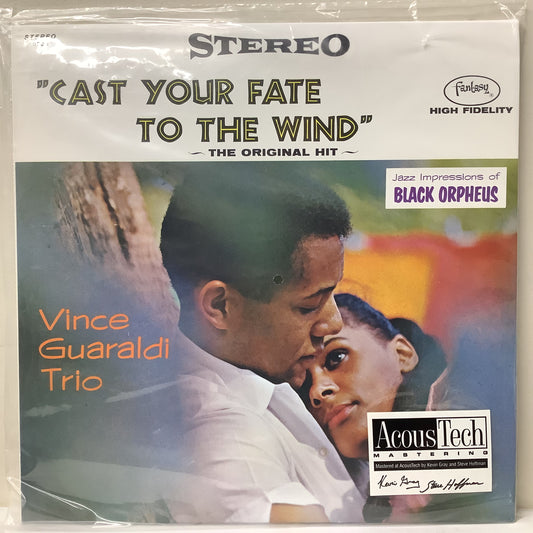 STEREO
STEREO
"CAST YOUR FATE
TO THE WIND"
~ THE ORIGINAL HIT ~
Fantasy
HIGH FIDELITY
Jazz Impressions of
BLACK ORPHEUS
Vince
Guaraldi
Trio
AcousTech
MASTERING
Mastered at AcousTech by Kevin Gray and Steve Hoffman
Kevin Gray Steve Hoffman